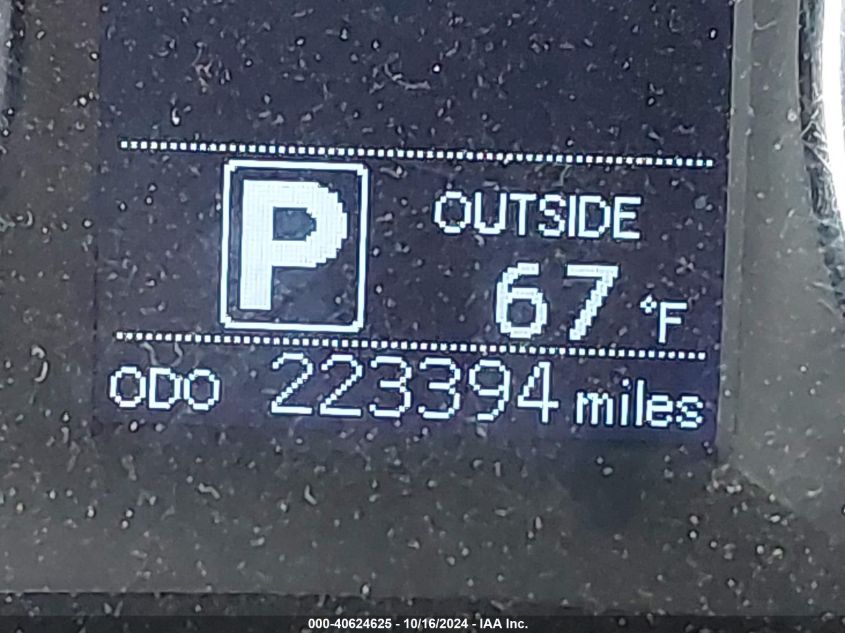 P
OUTSIDE
67 °F
ODO 223394 miles
000-40624625 - 10/16/2024 - IAA Inc.